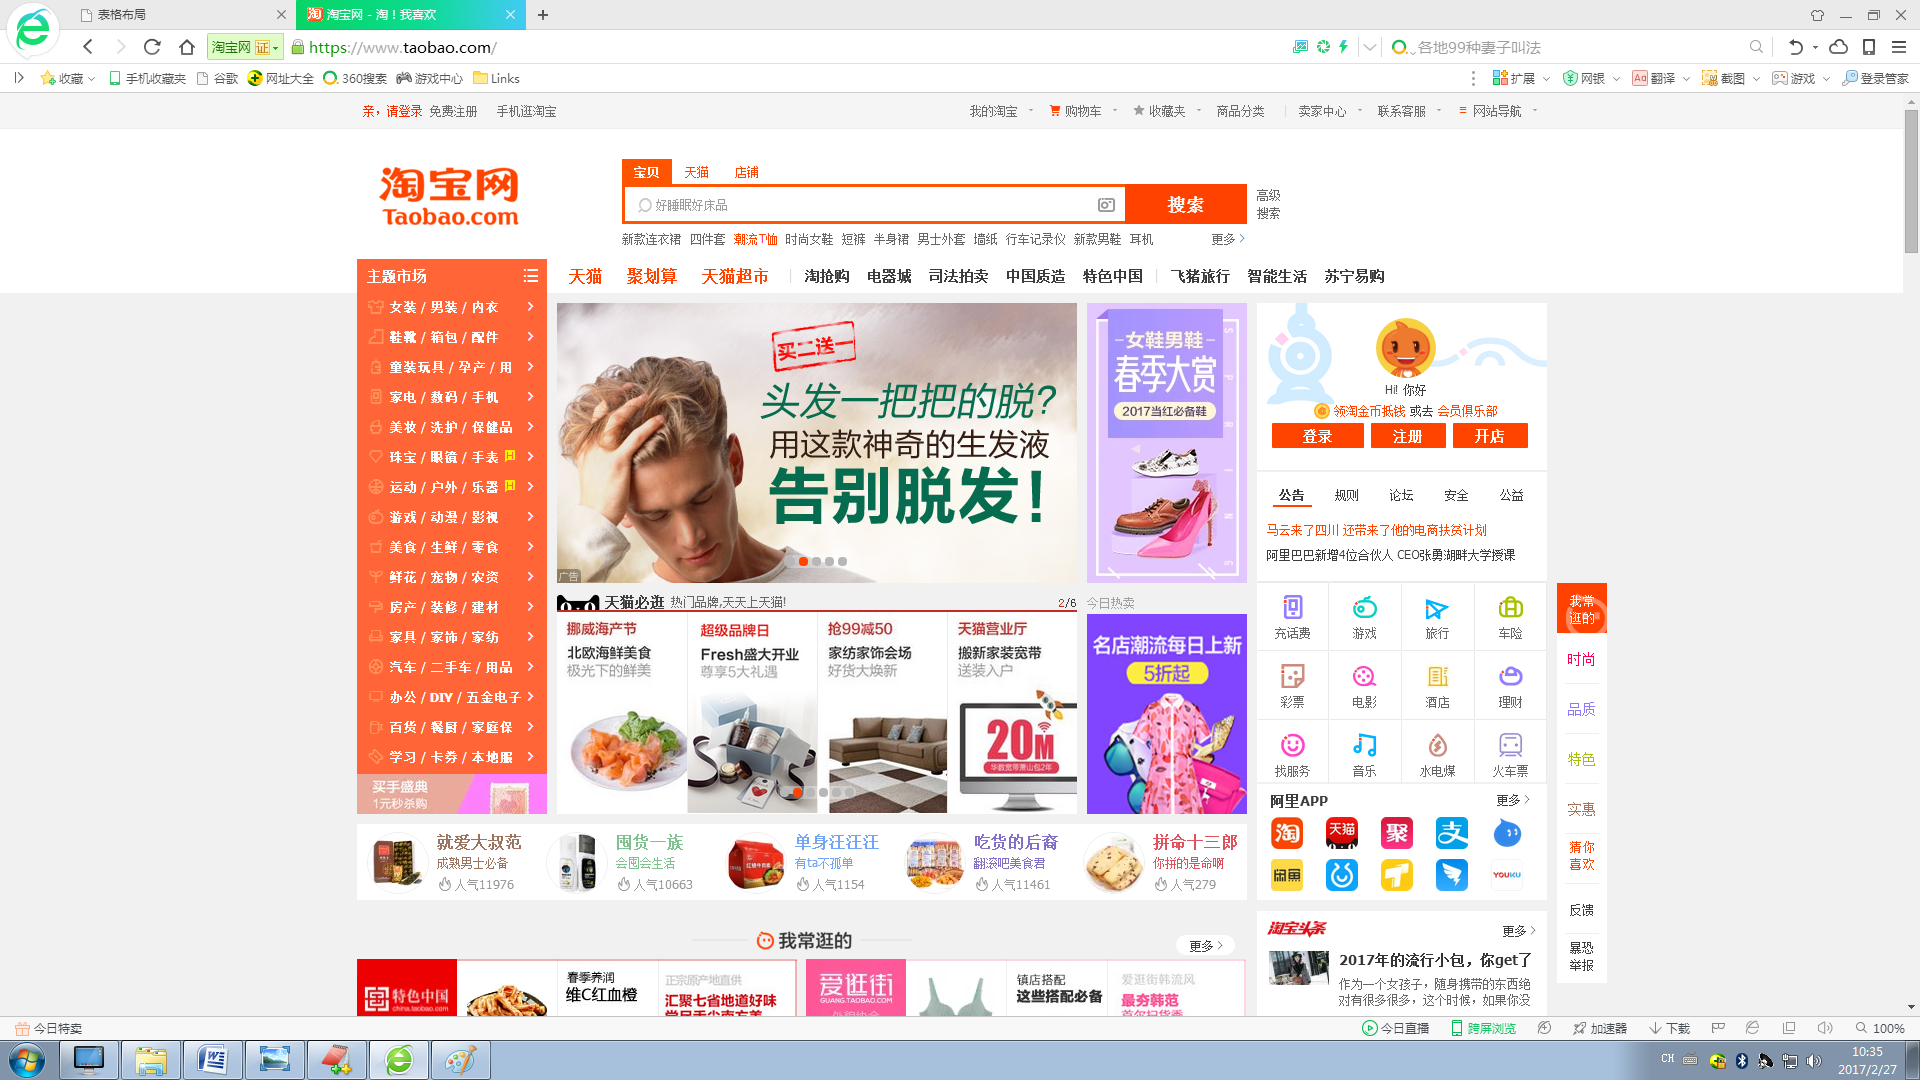 表格布局
淘宝网 - 淘!我喜欢
淘宝网 证
https://www.taobao.com/
各地99种妻子叫法
收藏
手机收藏夹
谷歌
网址大全
360搜索
游戏中心
Links
扩展
网银
翻译
截图
游戏
登录管家
亲,请登录
免费注册
手机逛淘宝
我的淘宝
购物车
收藏夹
商品分类
卖家中心
联系客服
网站导航
淘宝网
Taobao.com
宝贝
天猫
店铺
好睡眠好床品
搜索
高级
搜索
新款连衣裙 四件套 潮流T恤 时尚女鞋 短裤 半身裙 男士外套 墙纸 行车记录仪 新款男鞋 耳机
更多
主题市场
天猫 聚划算 天猫超市
淘抢购 电器城 司法拍卖 中国质造 特色中国
飞猪旅行 智能生活 苏宁易购
女装 / 男装 / 内衣
鞋靴 / 箱包 / 配件
童装玩具 / 孕产 / 用
家电 / 数码 / 手机
美妆 / 洗护 / 保健品
珠宝 / 眼镜 / 手表
运动 / 户外 / 乐器
游戏 / 动漫 / 影视
美食 / 生鲜 / 零食
鲜花 / 宠物 / 农资
房产 / 装修 / 建材
家具 / 家饰 / 家纺
汽车 / 二手车 / 用品
办公 / DIY / 五金电子
百货 / 餐厨 / 家庭保
学习 / 卡券 / 本地服
买手盛典
1元秒杀购
买二送一
头发一把把的脱?
用这款神奇的生发液
告别脱发!
广告
女鞋男鞋
春季大赏
2017当红必备鞋
SPRING
Hi! 你好
领淘金币抵钱 或去 会员俱乐部
登录
注册
开店
公告 规则 论坛 安全 公益
马云来了四川 还带来了他的电商扶贫计划
阿里巴巴新增4位合伙人 CEO张勇湖畔大学授课
天猫必逛 热门品牌,天天上天猫!
2/6
今日热卖
挪威海产节
北欧海鲜美食
极光下的鲜美
超级品牌日
Fresh盛大开业
尊享5大礼遇
抢99减50
家纺家饰会场
好货大焕新
天猫营业厅
搬新家装宽带
送装入户
20M
华数宽带萧山包2年
名店潮流每日上新
5折起
充话费 游戏 旅行 车险
彩票 电影 酒店 理财
找服务 音乐 水电煤 火车票
阿里APP
更多
淘
天猫
聚
支
闲鱼
YOUKU
我常
逛的
时尚
品质
特色
实惠
猜你
喜欢
反馈
暴恐
举报
就爱大叔范
成熟男士必备
人气11976
囤货一族
会囤会生活
人气10663
单身汪汪汪
有ta不孤单
人气1154
吃货的后裔
翻滚吧美食君
人气11461
拼命十三郎
你拼的是命啊
人气279
我常逛的
更多
特色中国
china.taobao.com
春季养润
维C红血橙
正宗原产地直供
汇聚七省地道好味
爱逛街
GUANG.TAOBAO.COM
镇店搭配
这些搭配必备
爱逛街韩流风
最夯韩范
淘宝头条
更多
2017年的流行小包,你get了
作为一个女孩子,随身携带的东西绝
对有很多很多,这个时候,如果你没
今日特卖
今日直播
跨屏浏览
加速器
下载
100%
CH
10:35
2017/2/27